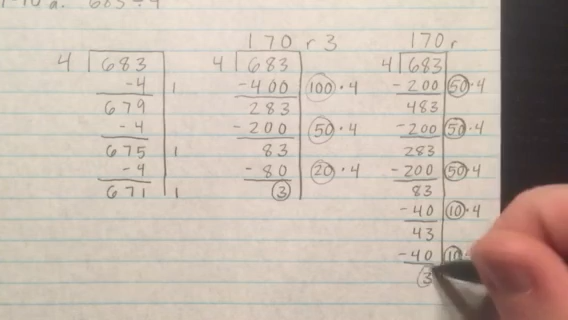 683 ÷ 4
4 683
-4 1
679
-4
675 1
-4
671 1
170 r 3
4 683
-400 100 · 4
283
-200 50 · 4
83
-80 20 · 4
3
170 r
4 683
-200 50 · 4
483
-200 50 · 4
283
-200 50 · 4
83
-40 10 · 4
43
-40 10
3